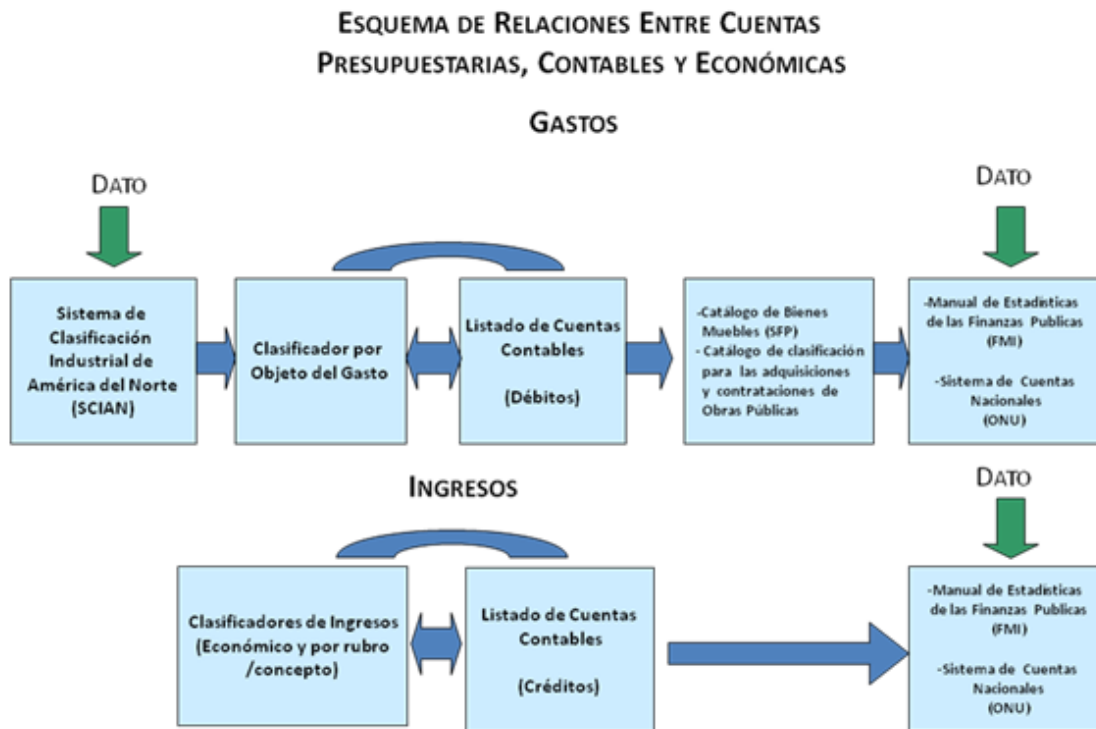 ESQUEMA DE RELACIONES ENTRE CUENTAS
PRESUPUESTARIAS, CONTABLES Y ECONÓMICAS
GASTOS
DATO
DATO
Sistema de
Clasificación
Industrial de
América del Norte
(SCIAN)
Clasificador por
Objeto del Gasto
Listado de Cuentas
Contables
(Débitos)
-Catálogo de Bienes
Muebles (SFP)
- Catálogo de clasificación
para las adquisiciones
y contrataciones de
Obras Públicas
-Manual de Estadísticas
de las Finanzas Publicas
(FMI)
-Sistema de Cuentas
Nacionales
(ONU)
INGRESOS
DATO
Clasificadores de Ingresos
(Económico y por rubro
/concepto)
Listado de Cuentas
Contables
(Créditos)
-Manual de Estadísticas
de las Finanzas Publicas
(FMI)
-Sistema de Cuentas
Nacionales
(ONU)